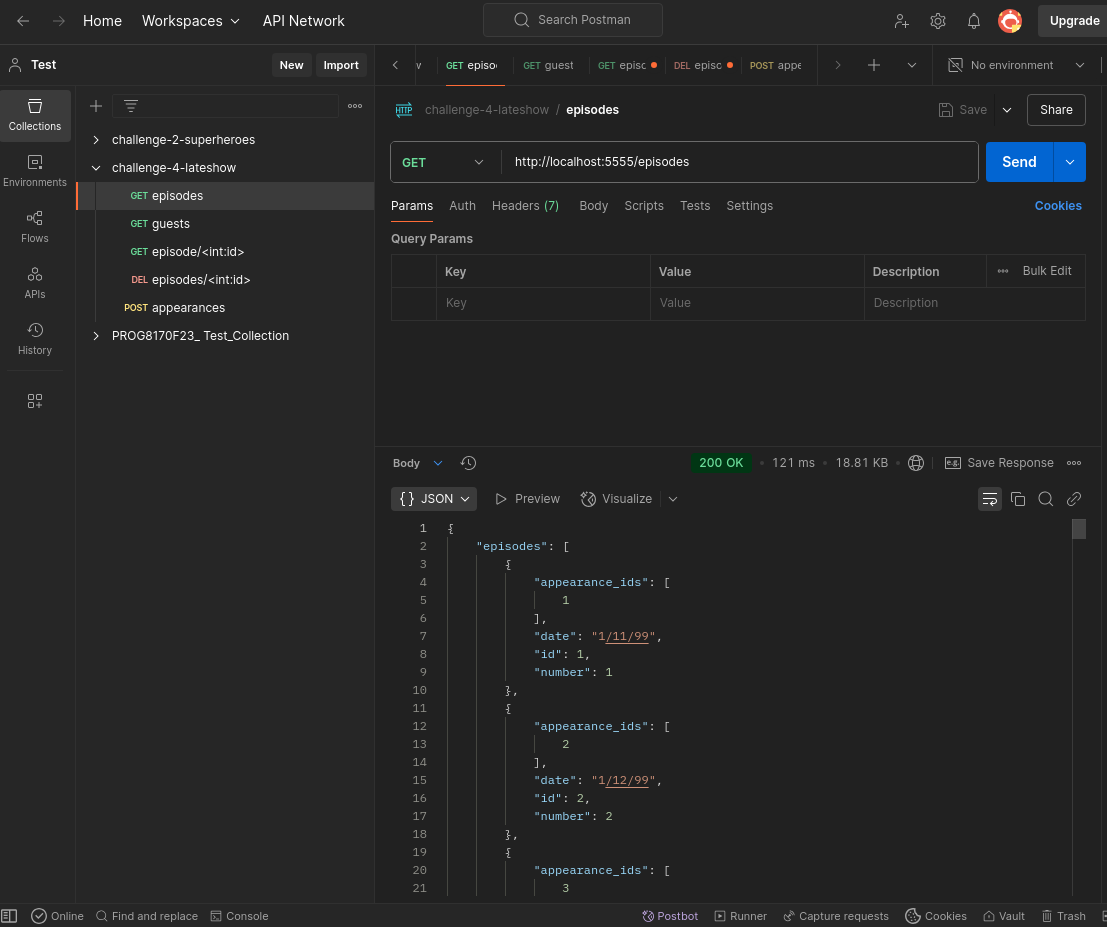 Home Workspaces API Network Search Postman Upgrade
Test New Import
GET episo GET guest GET episc DEL episc POST appe No environment
Collections
Environments
Flows
APIs
History
challenge-2-superheroes
challenge-4-lateshow
GET episodes
GET guests
GET episode/<int:id>
DEL episodes/<int:id>
POST appearances
PROG8170F23_ Test_Collection
HTTP challenge-4-lateshow / episodes Save Share
GET http://localhost:5555/episodes Send
Params Auth Headers (7) Body Scripts Tests Settings Cookies
Query Params
Key Value Description Bulk Edit
Key Value Description
Body 200 OK • 121 ms • 18.81 KB • e.g. Save Response
{} JSON Preview Visualize
1 {
2 "episodes": [
3 {
4 "appearance_ids": [
5 1
6 ],
7 "date": "1/11/99",
8 "id": 1,
9 "number": 1
10 },
11 {
12 "appearance_ids": [
13 2
14 ],
15 "date": "1/12/99",
16 "id": 2,
17 "number": 2
18 },
19 {
20 "appearance_ids": [
21 3
Online Find and replace Console Postbot Runner Capture requests Cookies Vault Trash